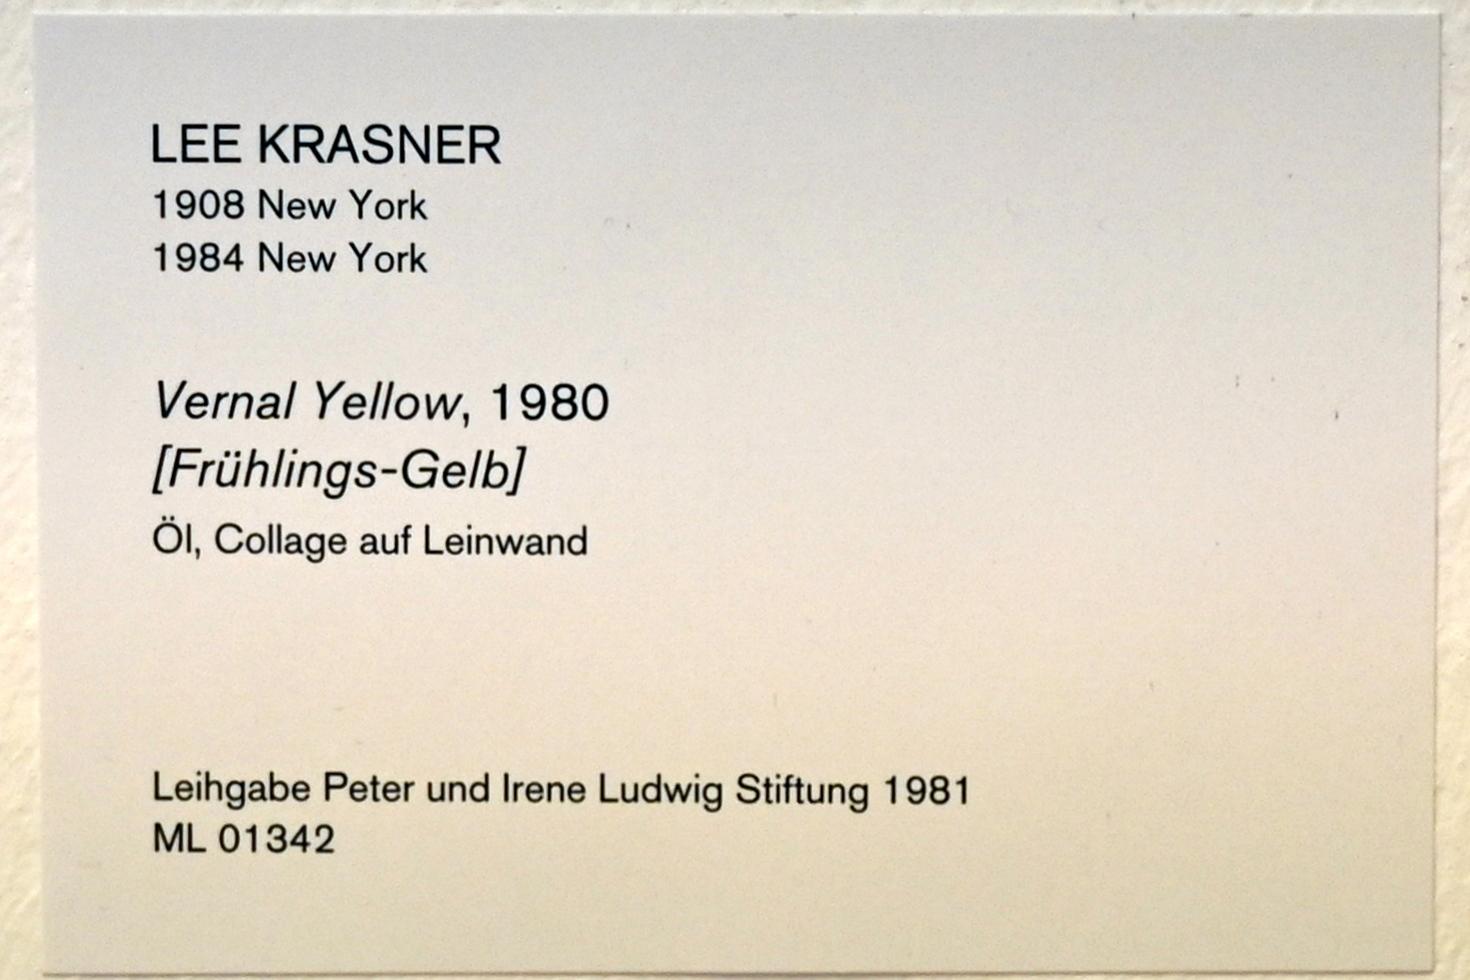 LEE KRASNER
1908 New York
1984 New York
Vernal Yellow, 1980
[Frühlings-Gelb]
Öl, Collage auf Leinwand
Leihgabe Peter und Irene Ludwig Stiftung 1981
ML 01342